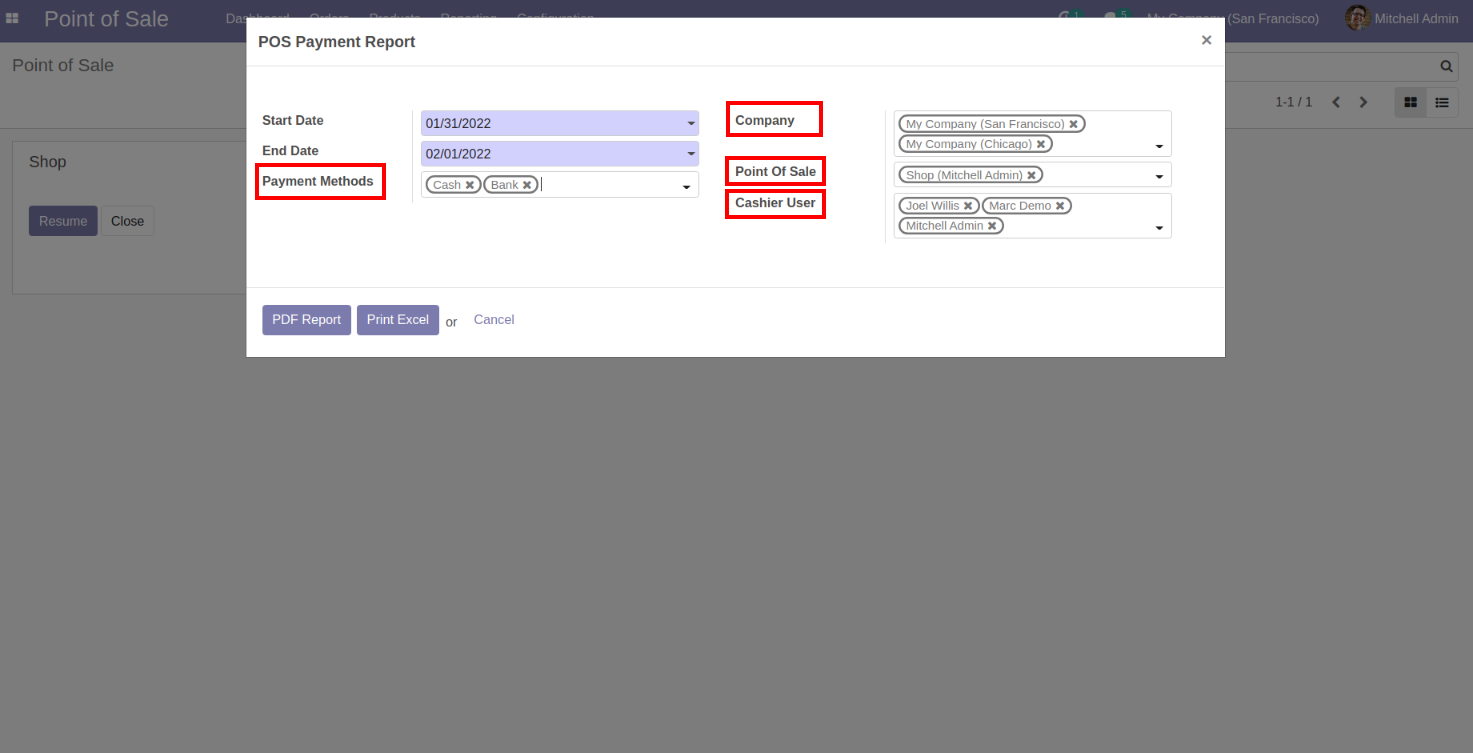 Point of Sale Dashboard Orders Products Reporting Configuration 1 5 My Company (San Francisco) Mitchell Admin
POS Payment Report ×
Point of Sale
1-1 / 1
Shop
Resume Close
Start Date 01/31/2022
End Date 02/01/2022
Payment Methods Cash ✖ Bank ✖
Company My Company (San Francisco) ✖
My Company (Chicago) ✖
Point Of Sale Shop (Mitchell Admin) ✖
Cashier User Joel Willis ✖ Marc Demo ✖
Mitchell Admin ✖
PDF Report Print Excel or Cancel